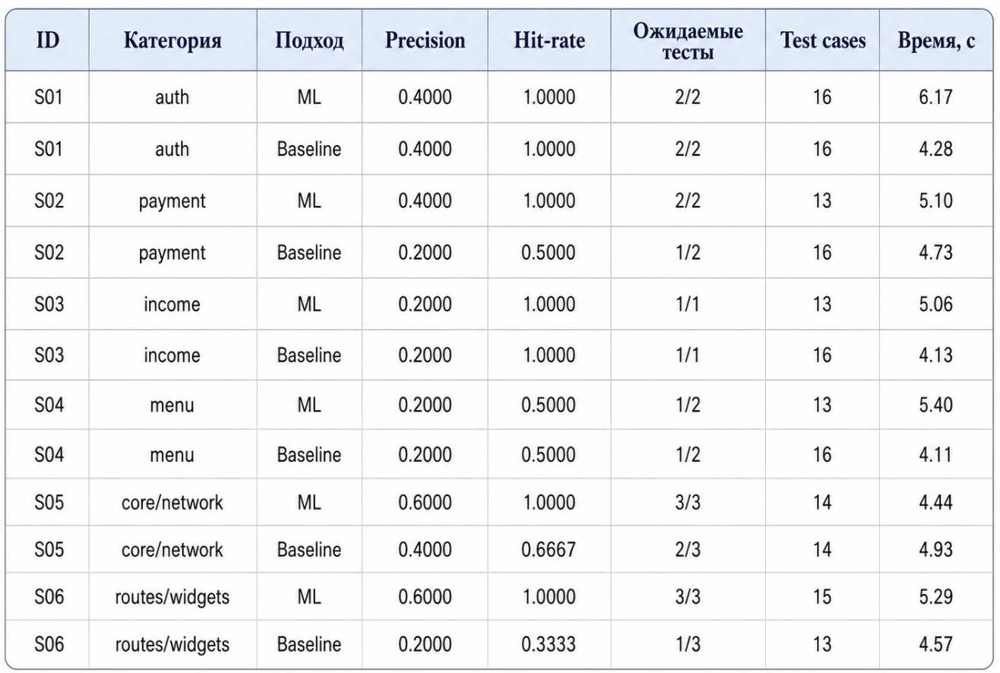 ID Категория Подход Precision Hit-rate Ожидаемые тесты Test cases Время, с
S01 auth ML 0.4000 1.0000 2/2 16 6.17
S01 auth Baseline 0.4000 1.0000 2/2 16 4.28
S02 payment ML 0.4000 1.0000 2/2 13 5.10
S02 payment Baseline 0.2000 0.5000 1/2 16 4.73
S03 income ML 0.2000 1.0000 1/1 13 5.06
S03 income Baseline 0.2000 1.0000 1/1 16 4.13
S04 menu ML 0.2000 0.5000 1/2 13 5.40
S04 menu Baseline 0.2000 0.5000 1/2 16 4.11
S05 core/network ML 0.6000 1.0000 3/3 14 4.44
S05 core/network Baseline 0.4000 0.6667 2/3 14 4.93
S06 routes/widgets ML 0.6000 1.0000 3/3 15 5.29
S06 routes/widgets Baseline 0.2000 0.3333 1/3 13 4.57